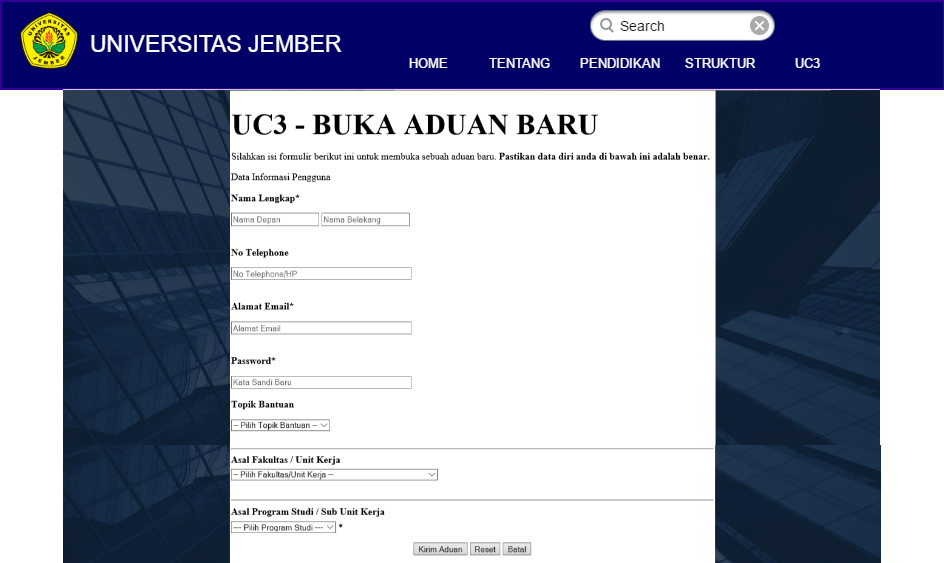 UNIVERSITAS
JEMBER
UNIVERSITAS JEMBER
Search
HOME TENTANG PENDIDIKAN STRUKTUR UC3
UC3 - BUKA ADUAN BARU
Silahkan isi formulir berikut ini untuk membuka sebuah aduan baru. Pastikan data diri anda di bawah ini adalah benar.
Data Informasi Pengguna
Nama Lengkap*
Nama Depan Nama Belakang
No Telephone
No Telephone/HP
Alamat Email*
Alamat Email
Password*
Kata Sandi Baru
Topik Bantuan
-- Pilih Topik Bantuan --
Asal Fakultas / Unit Kerja
-- Pilih Fakultas/Unit Kerja --
Asal Program Studi / Sub Unit Kerja
--- Pilih Program Studi --- *
Kirim Aduan Reset Batal